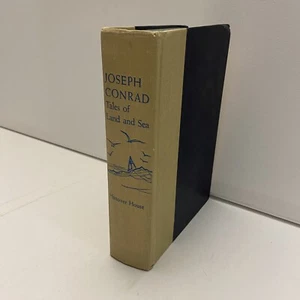 JOSEPH
CONRAD
Tales of
Land and Sea
Hanover House